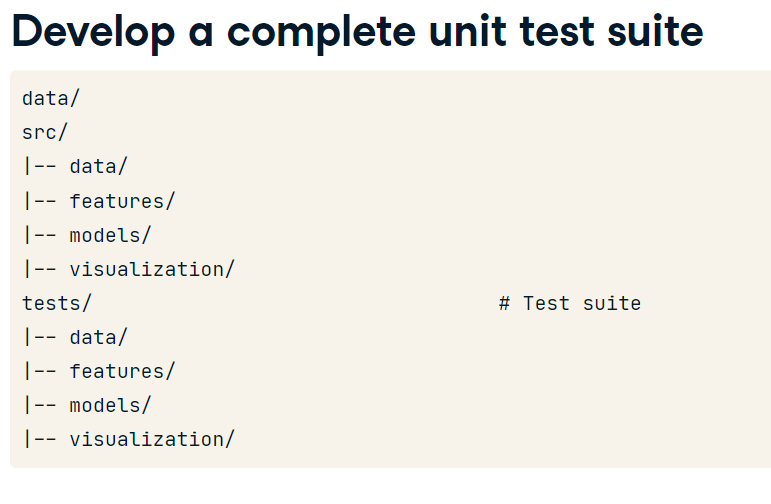 Develop a complete unit test suite
data/
src/
|-- data/
|-- features/
|-- models/
|-- visualization/
tests/ # Test suite
|-- data/
|-- features/
|-- models/
|-- visualization/